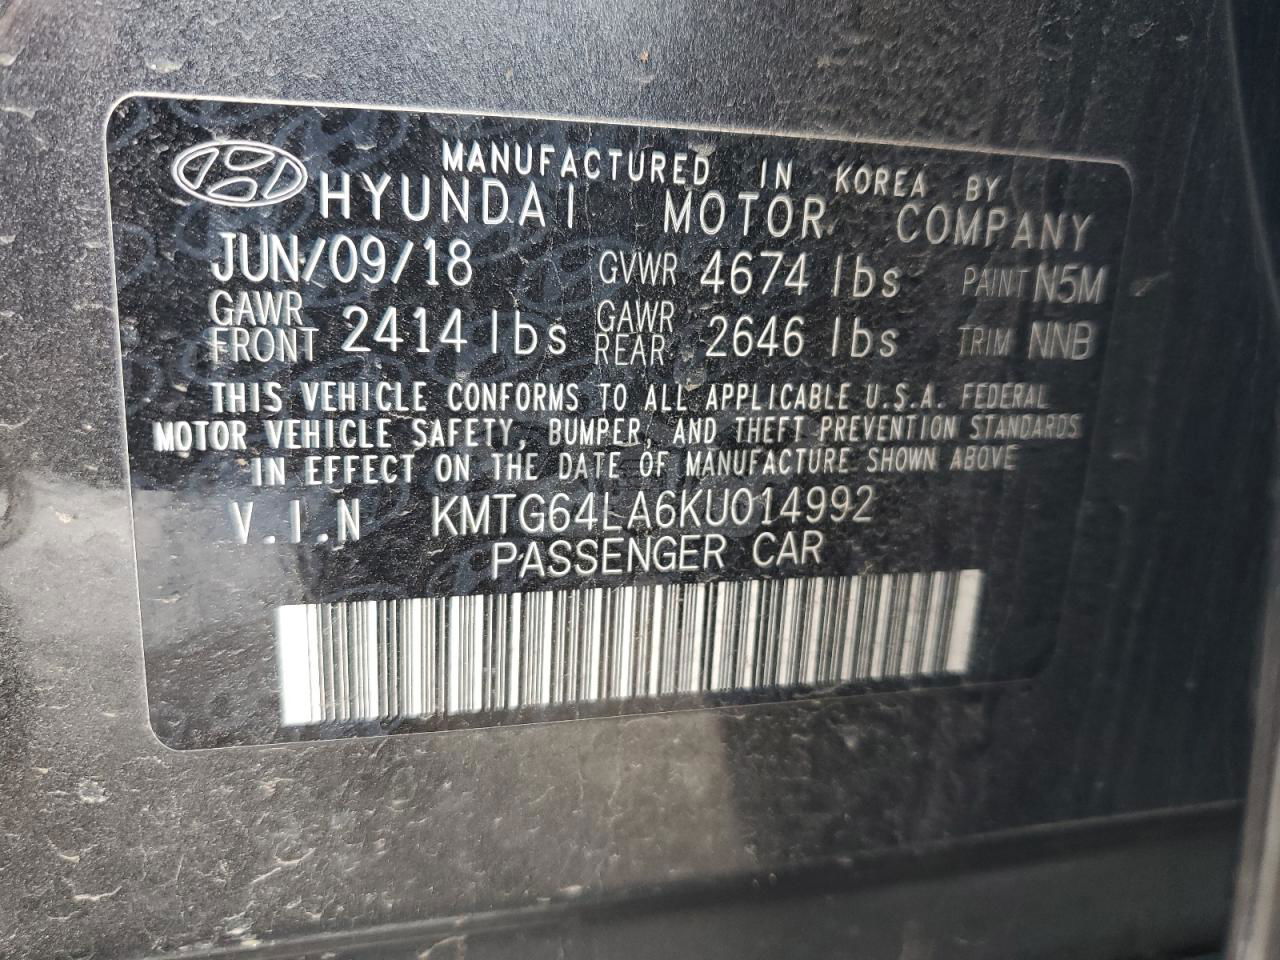 MANUFACTURED IN KOREA BY
HYUNDAI MOTOR COMPANY
JUN/09/18 GVWR 4674 lbs PAINT N5M
GAWR FRONT 2414 lbs GAWR REAR 2646 lbs TRIM NNB
THIS VEHICLE CONFORMS TO ALL APPLICABLE U.S.A. FEDERAL
MOTOR VEHICLE SAFETY, BUMPER, AND THEFT PREVENTION STANDARDS
IN EFFECT ON THE DATE OF MANUFACTURE SHOWN ABOVE
V.I.N KMTG64LA6KU014992
PASSENGER CAR